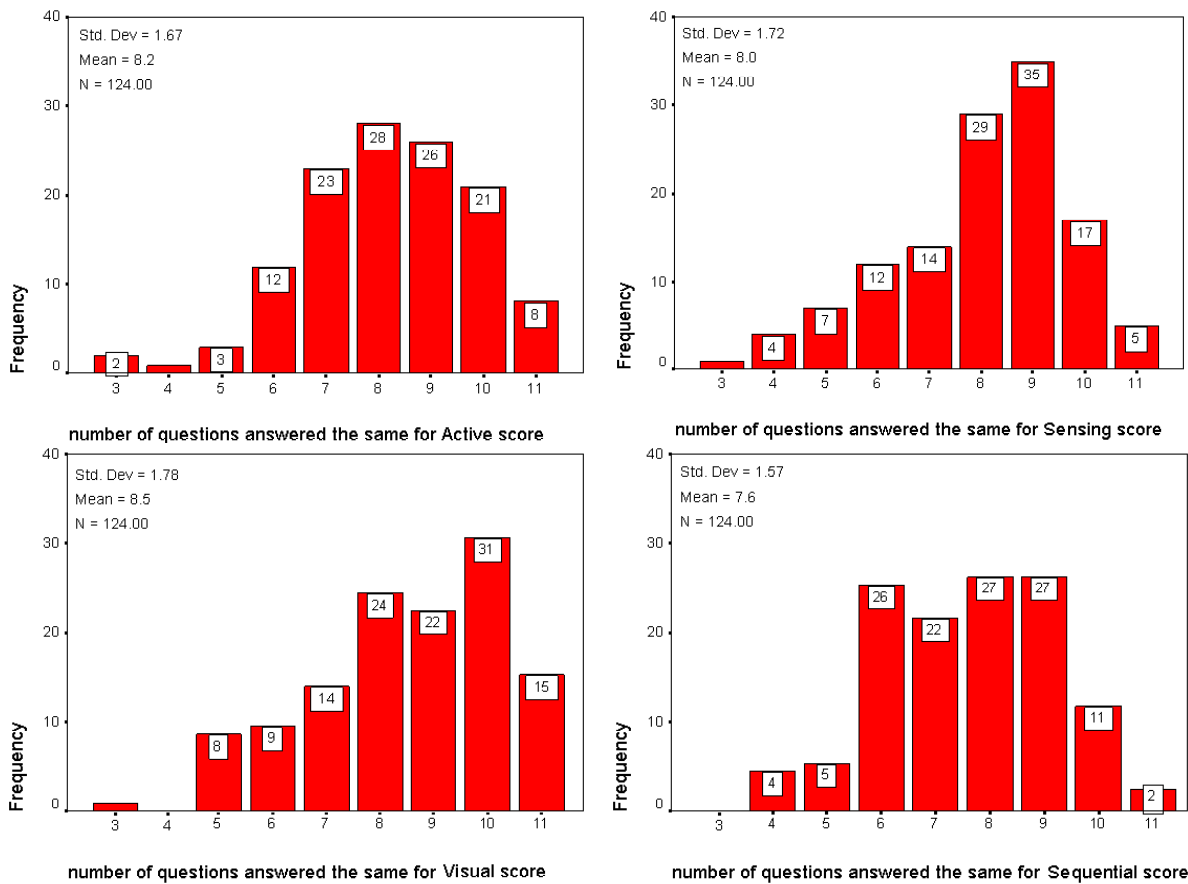 40
30
20
10
0
Frequency
Std. Dev = 1.67
Mean = 8.2
N = 124.00
2
3
12
23
28
26
21
8
3 4 5 6 7 8 9 10 11
number of questions answered the same for Active score
40
30
20
10
0
Frequency
Std. Dev = 1.72
Mean = 8.0
N = 124.00
4
7
12
14
29
35
17
5
3 4 5 6 7 8 9 10 11
number of questions answered the same for Sensing score
40
30
20
10
0
Frequency
Std. Dev = 1.78
Mean = 8.5
N = 124.00
8
9
14
24
22
31
15
3 4 5 6 7 8 9 10 11
number of questions answered the same for Visual score
40
30
20
10
0
Frequency
Std. Dev = 1.57
Mean = 7.6
N = 124.00
4
5
26
22
27
27
11
2
3 4 5 6 7 8 9 10 11
number of questions answered the same for Sequential score